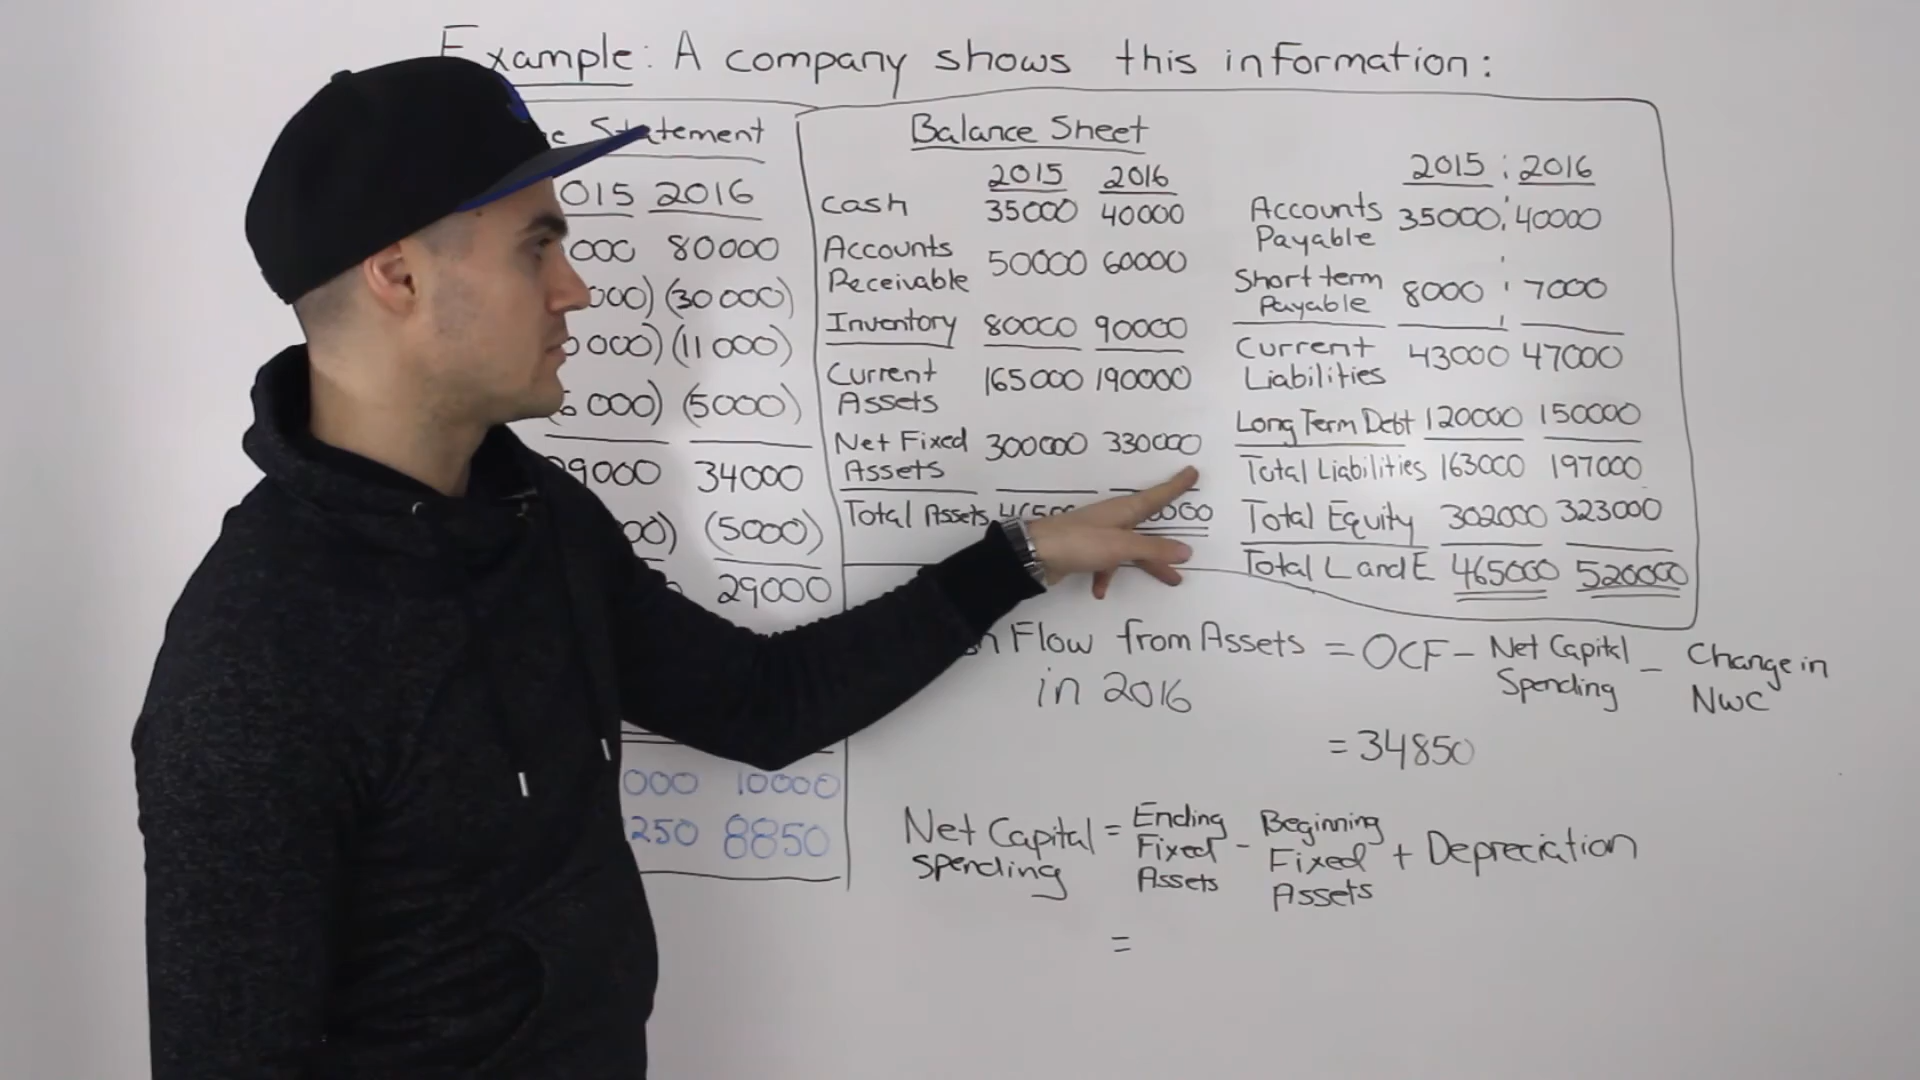 Example: A company shows this information:
Statement
2016
80000
(30000)
(11000)
(5000)
34000
(5000)
29000
10000
8850
Balance Sheet
2015 2016
Cash 35000 40000
Accounts Receivable 50000 60000
Inventory 80000 90000
Current Assets 165000 190000
Net Fixed Assets 300000 330000
Total Assets
2015 2016
Accounts Payable 35000 40000
Short term Payable 8000 7000
Current Liabilities 43000 47000
Long Term Debt 120000 150000
Total Liabilities 163000 197000
Total Equity 302000 323000
Total L and E 465000 520000
Flow from Assets = OCF - Net Capital Spending - Change in NWC
in 2016
= 34850
Net Capital Spending = Ending Fixed Assets - Beginning Fixed Assets + Depreciation
=